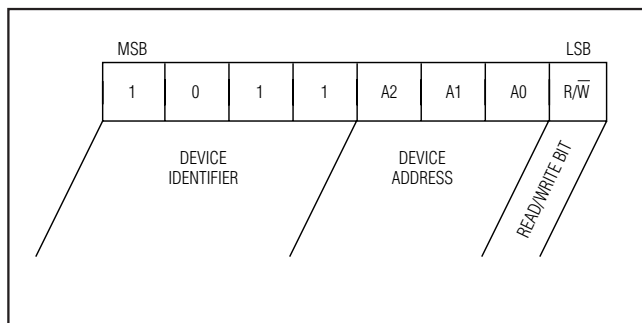 MSB LSB
1 0 1 1 A2 A1 A0 R/W̅
DEVICE IDENTIFIER
DEVICE ADDRESS
READ/WRITE BIT